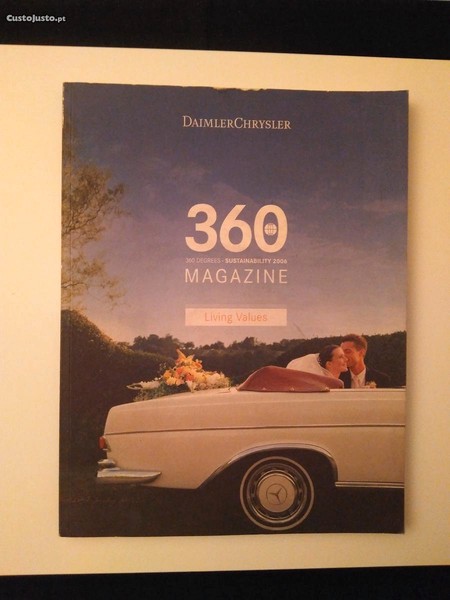 CustoJusto.pt
DAIMLERCHRYSLER
360
360 DEGREES - SUSTAINABILITY 2006
MAGAZINE
Living Values